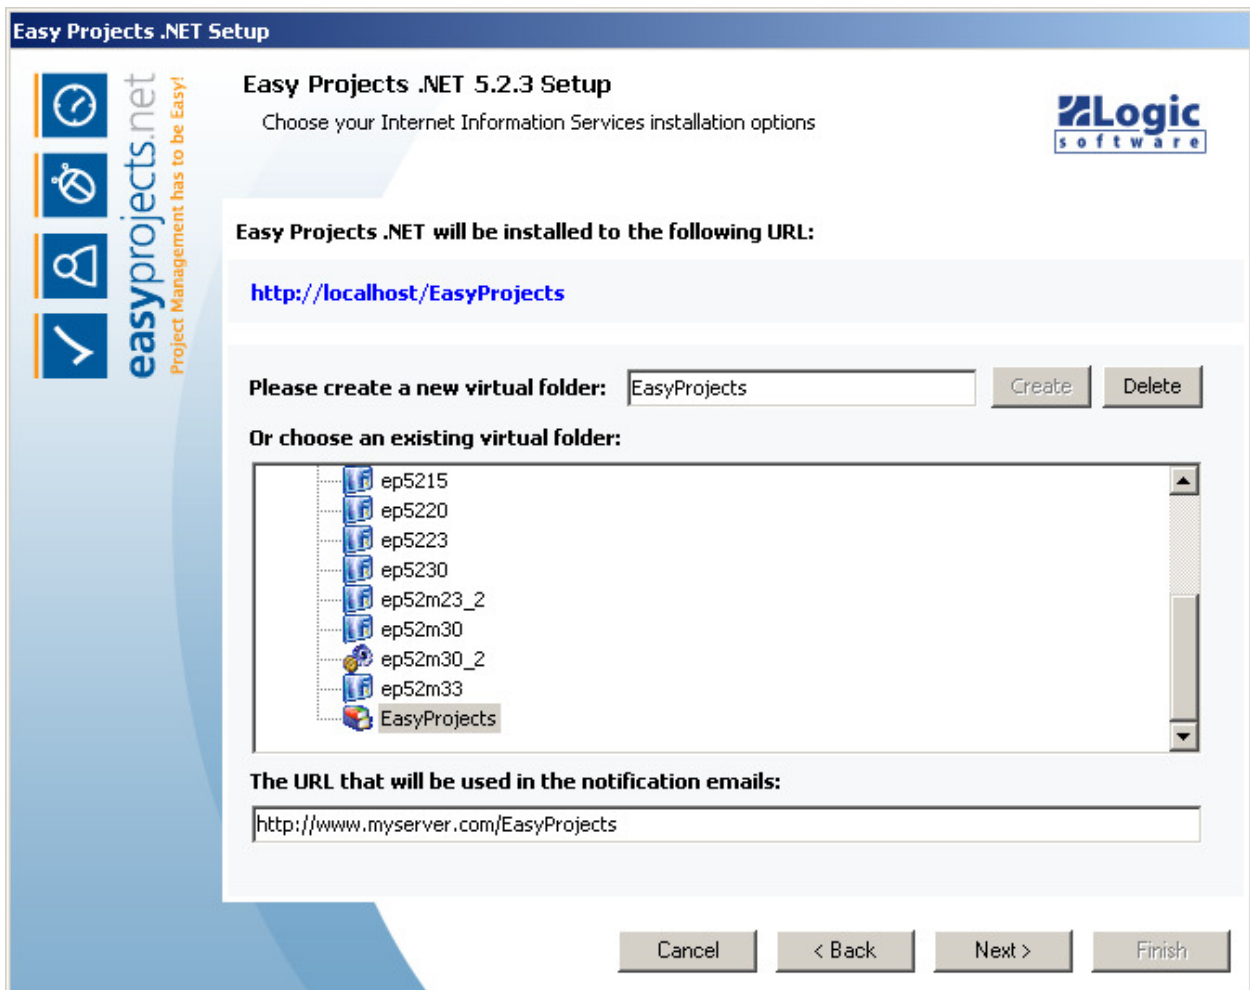 Easy Projects .NET Setup
easyprojects.net
Project Management has to be Easy!
Easy Projects .NET 5.2.3 Setup
Choose your Internet Information Services installation options
Logic
software
Easy Projects .NET will be installed to the following URL:
http://localhost/EasyProjects
Please create a new virtual folder: EasyProjects Create Delete
Or choose an existing virtual folder:
ep5215
ep5220
ep5223
ep5230
ep52m23_2
ep52m30
ep52m30_2
ep52m33
EasyProjects
The URL that will be used in the notification emails:
http://www.myserver.com/EasyProjects
Cancel < Back Next > Finish